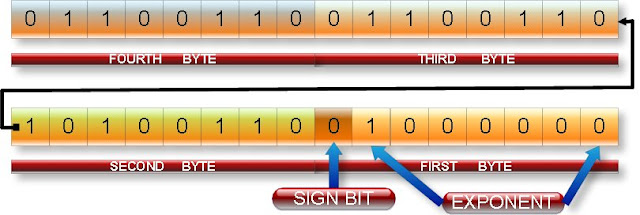 0 1 1 0 0 1 1 0 0 1 1 0 0 1 1 0
FOURTH BYTE THIRD BYTE
1 0 1 0 0 1 1 0 0 1 0 0 0 0 0 0
SECOND BYTE FIRST BYTE
SIGN BIT EXPONENT